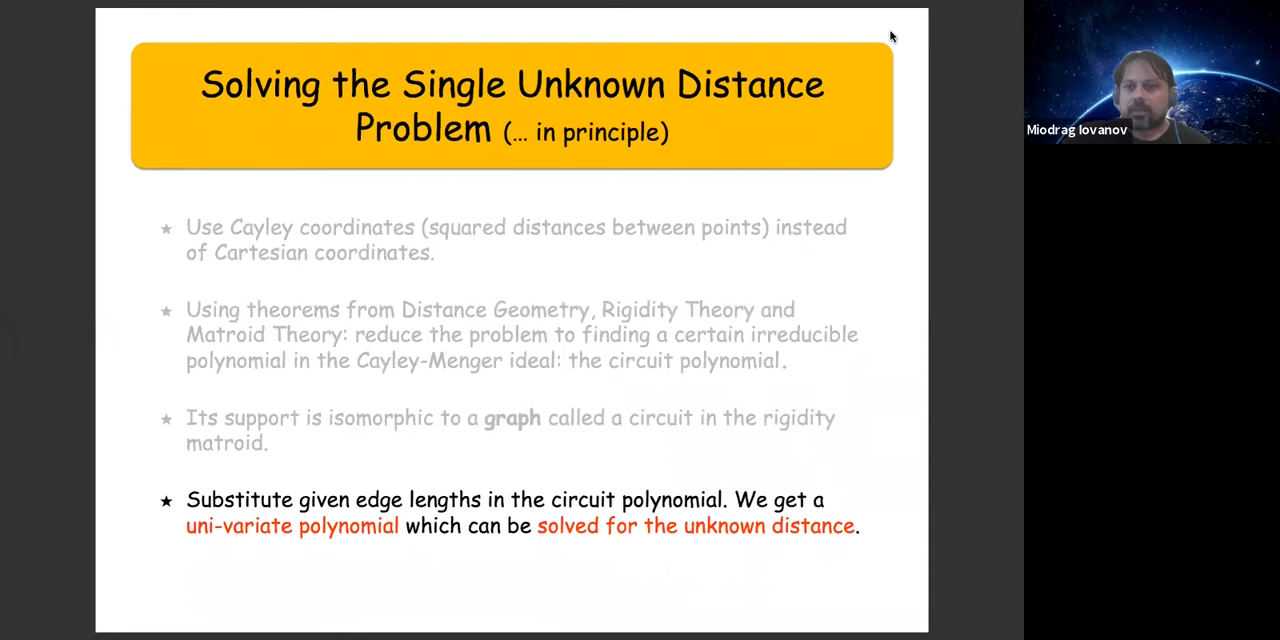 Solving the Single Unknown Distance
Problem (... in principle)
★ Use Cayley coordinates (squared distances between points) instead
of Cartesian coordinates.
★ Using theorems from Distance Geometry, Rigidity Theory and
Matroid Theory: reduce the problem to finding a certain irreducible
polynomial in the Cayley-Menger ideal: the circuit polynomial.
★ Its support is isomorphic to a graph called a circuit in the rigidity
matroid.
★ Substitute given edge lengths in the circuit polynomial. We get a
uni-variate polynomial which can be solved for the unknown distance.
Miodrag Iovanov